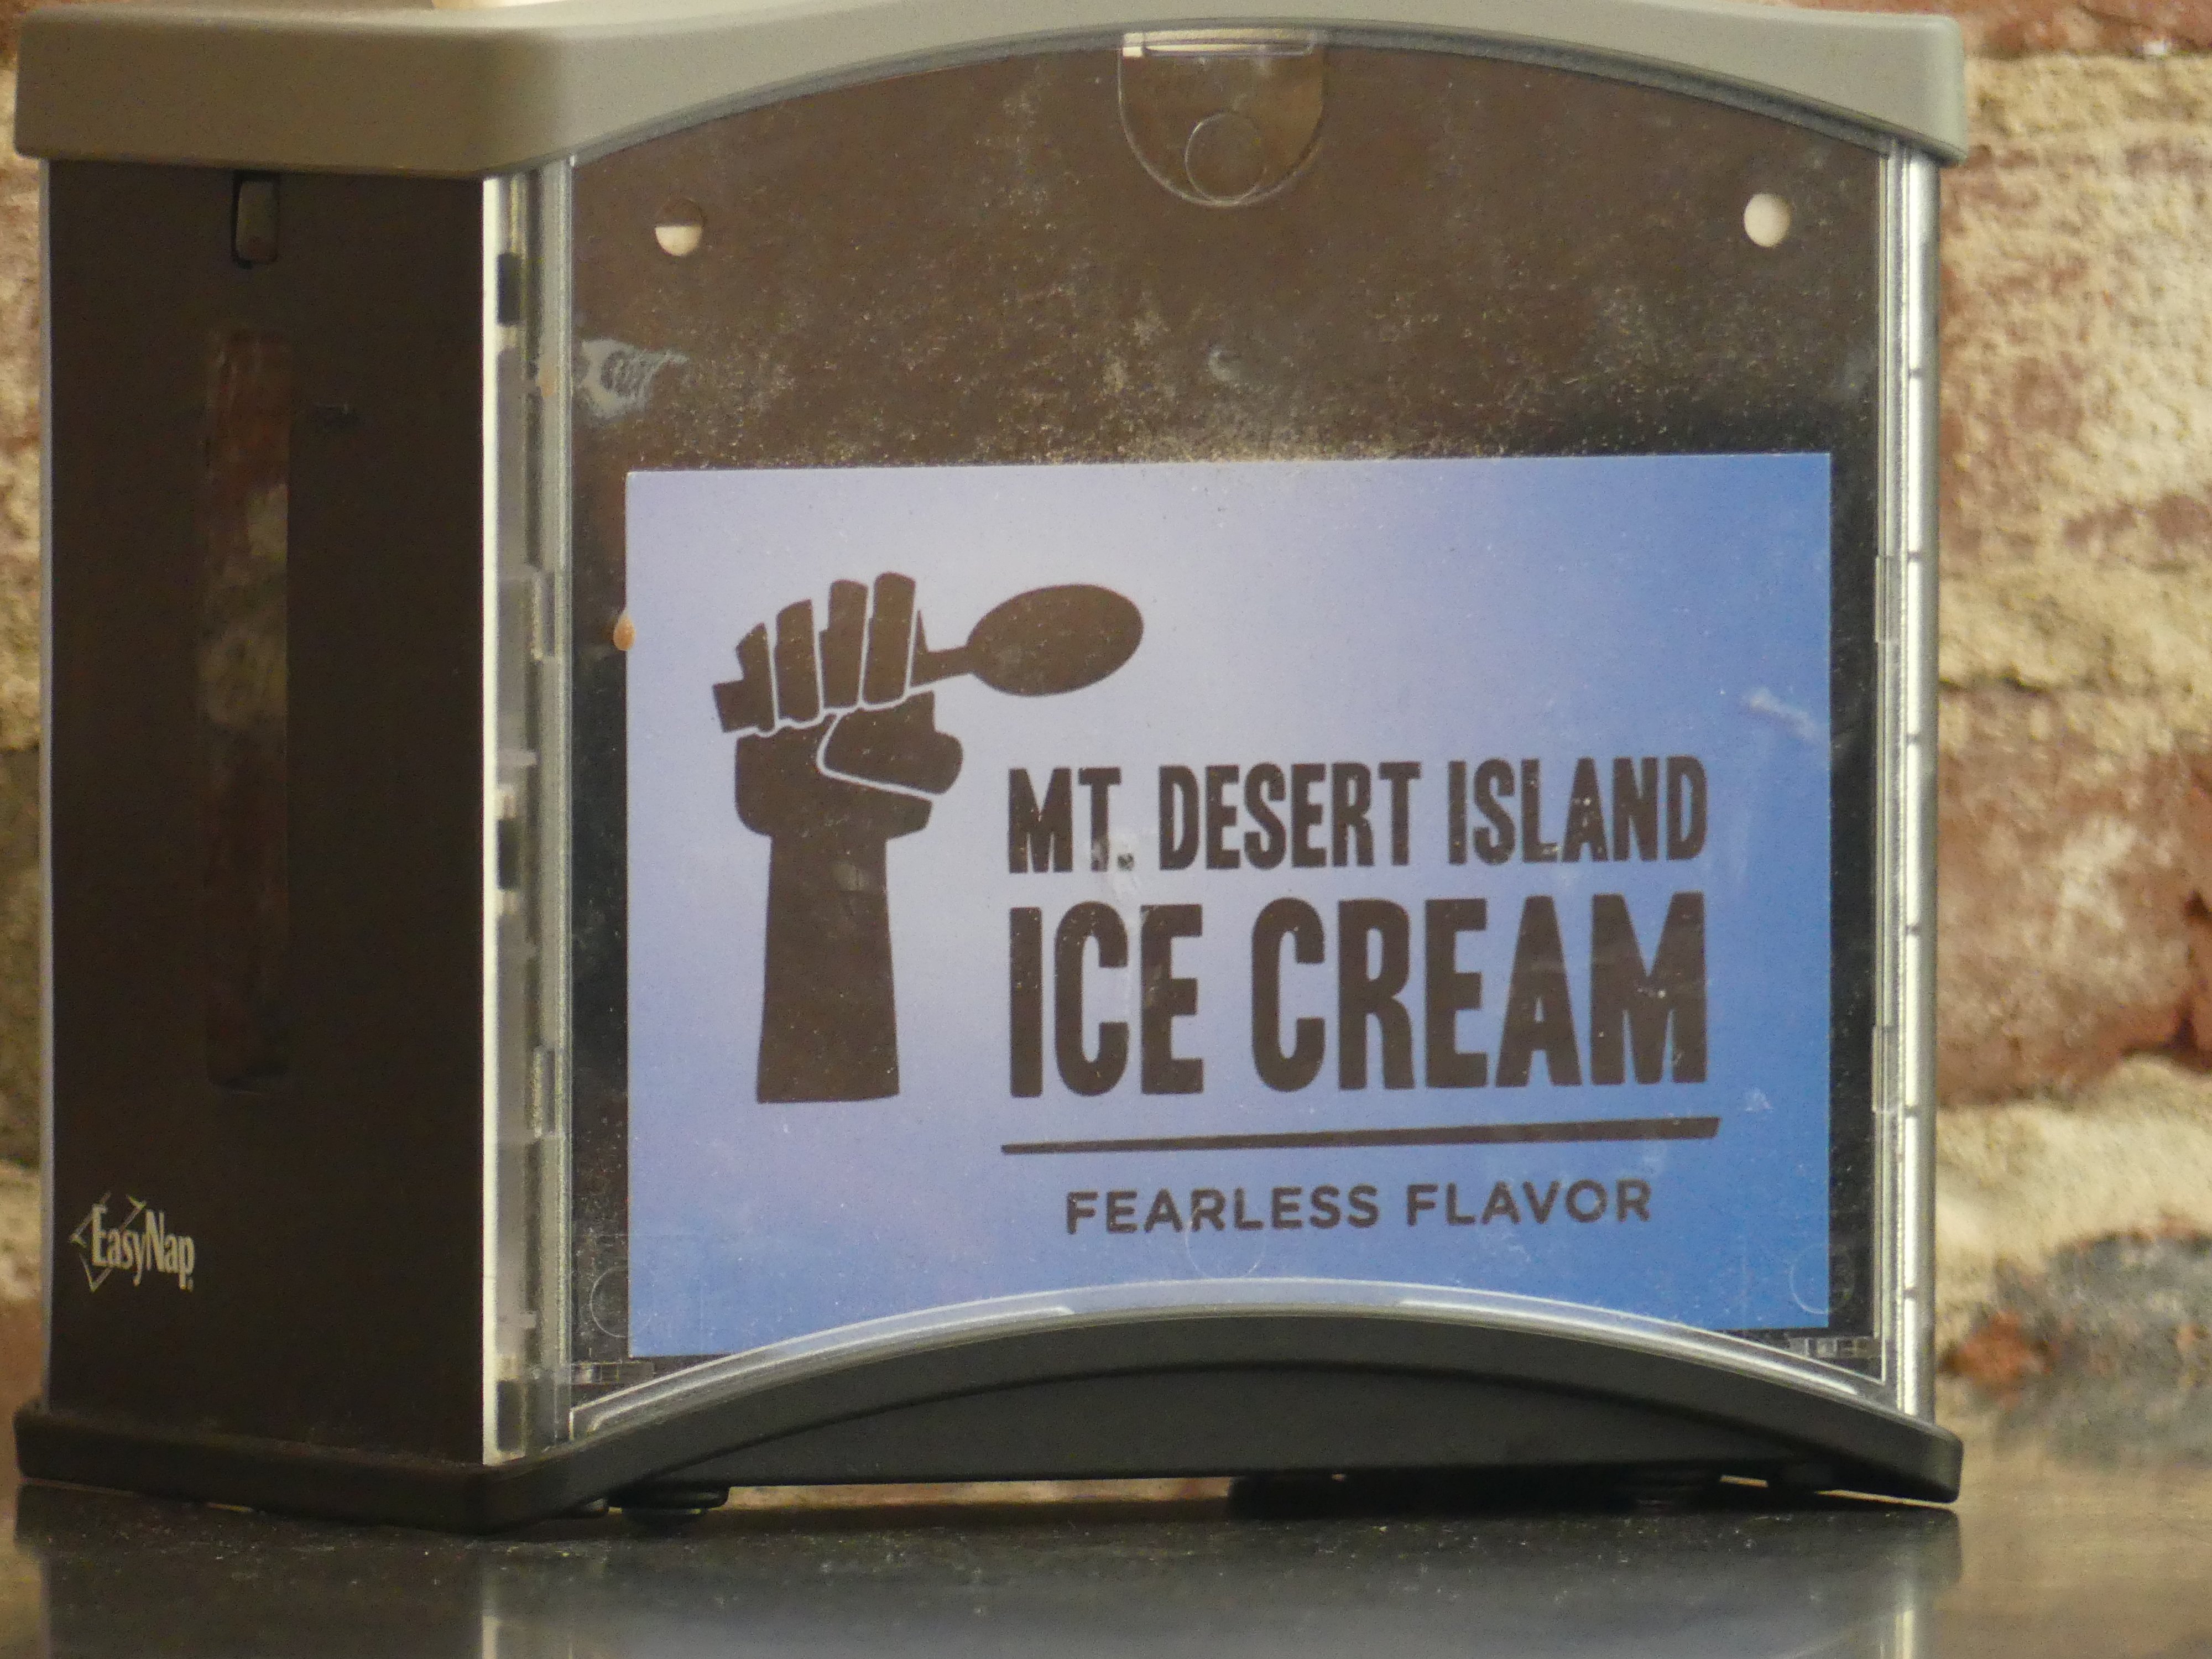 MT. DESERT ISLAND
ICE CREAM
FEARLESS FLAVOR
EasyNap